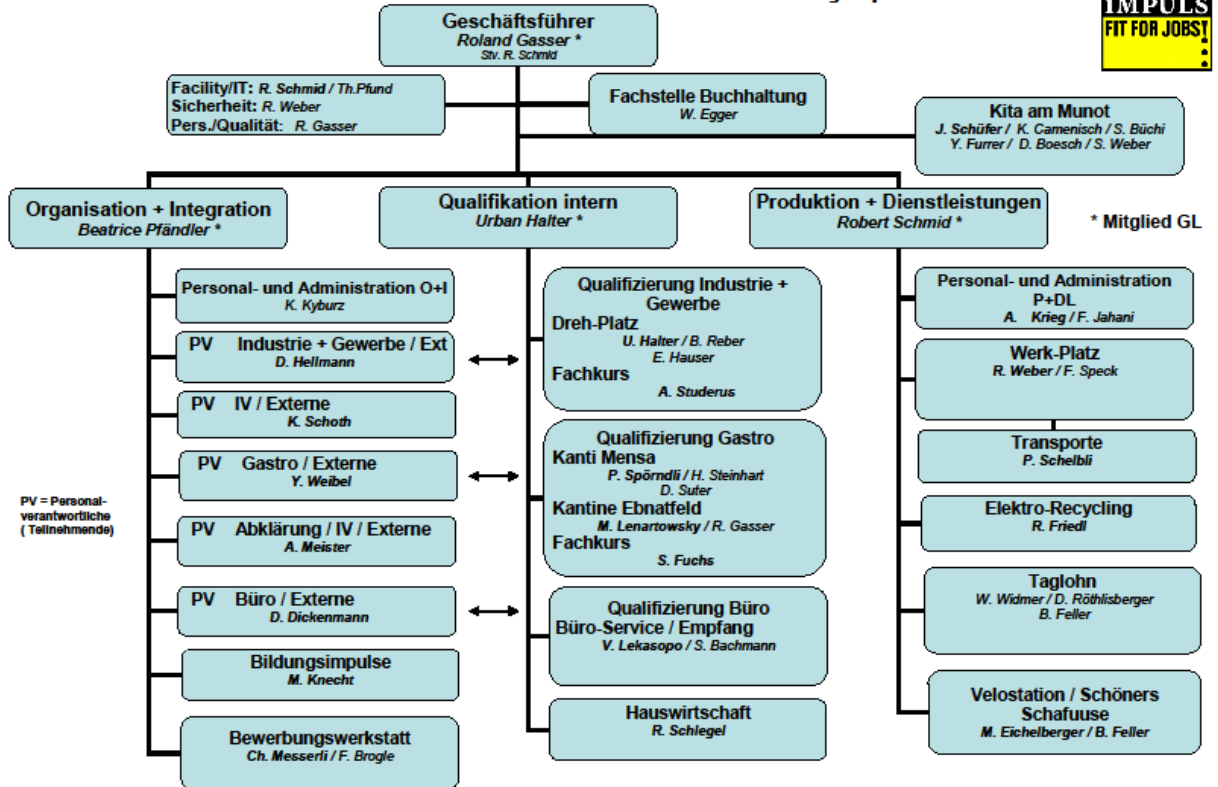 IMPULS
FIT FOR JOBS!
Geschäftsführer
Roland Gasser *
Stv. R. Schmid
Facility/IT: R. Schmid / Th.Pfund
Sicherheit: R. Weber
Pers./Qualität: R. Gasser
Fachstelle Buchhaltung
W. Egger
Kita am Munot
J. Schüfer / K. Camenisch / S. Büchi
Y. Furrer / D. Boesch / S. Weber
Organisation + Integration
Beatrice Pfändler *
Qualifikation intern
Urban Halter *
Produktion + Dienstleistungen
Robert Schmid *
* Mitglied GL
Personal- und Administration O+I
K. Kyburz
PV Industrie + Gewerbe / Ext
D. Hellmann
PV IV / Externe
K. Schoth
PV Gastro / Externe
Y. Weibel
PV = Personal-
verantwortliche
( Teilnehmende)
PV Abklärung / IV / Externe
A. Meister
PV Büro / Externe
D. Dickenmann
Bildungsimpulse
M. Knecht
Bewerbungswerkstatt
Ch. Messerli / F. Brogle
Qualifizierung Industrie +
Gewerbe
Dreh-Platz
U. Halter / B. Reber
E. Hauser
Fachkurs
A. Studerus
Qualifizierung Gastro
Kanti Mensa
P. Spörndli / H. Steinhart
D. Suter
Kantine Ebnatfeld
M. Lenartowsky / R. Gasser
Fachkurs
S. Fuchs
Qualifizierung Büro
Büro-Service / Empfang
V. Lekasopo / S. Bachmann
Hauswirtschaft
R. Schlegel
Personal- und Administration
P+DL
A. Krieg / F. Jahani
Werk-Platz
R. Weber / F. Speck
Transporte
P. Schelbli
Elektro-Recycling
R. Friedl
Taglohn
W. Widmer / D. Röthlisberger
B. Feller
Velostation / Schöners
Schafuuse
M. Eichelberger / B. Feller